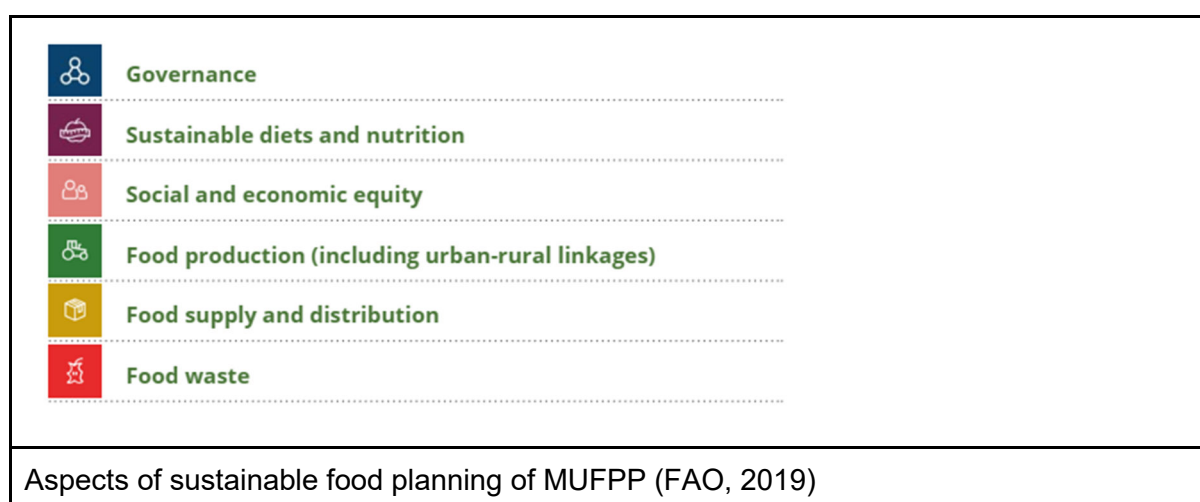 Governance
Sustainable diets and nutrition
Social and economic equity
Food production (including urban-rural linkages)
Food supply and distribution
Food waste
Aspects of sustainable food planning of MUFPP (FAO, 2019)